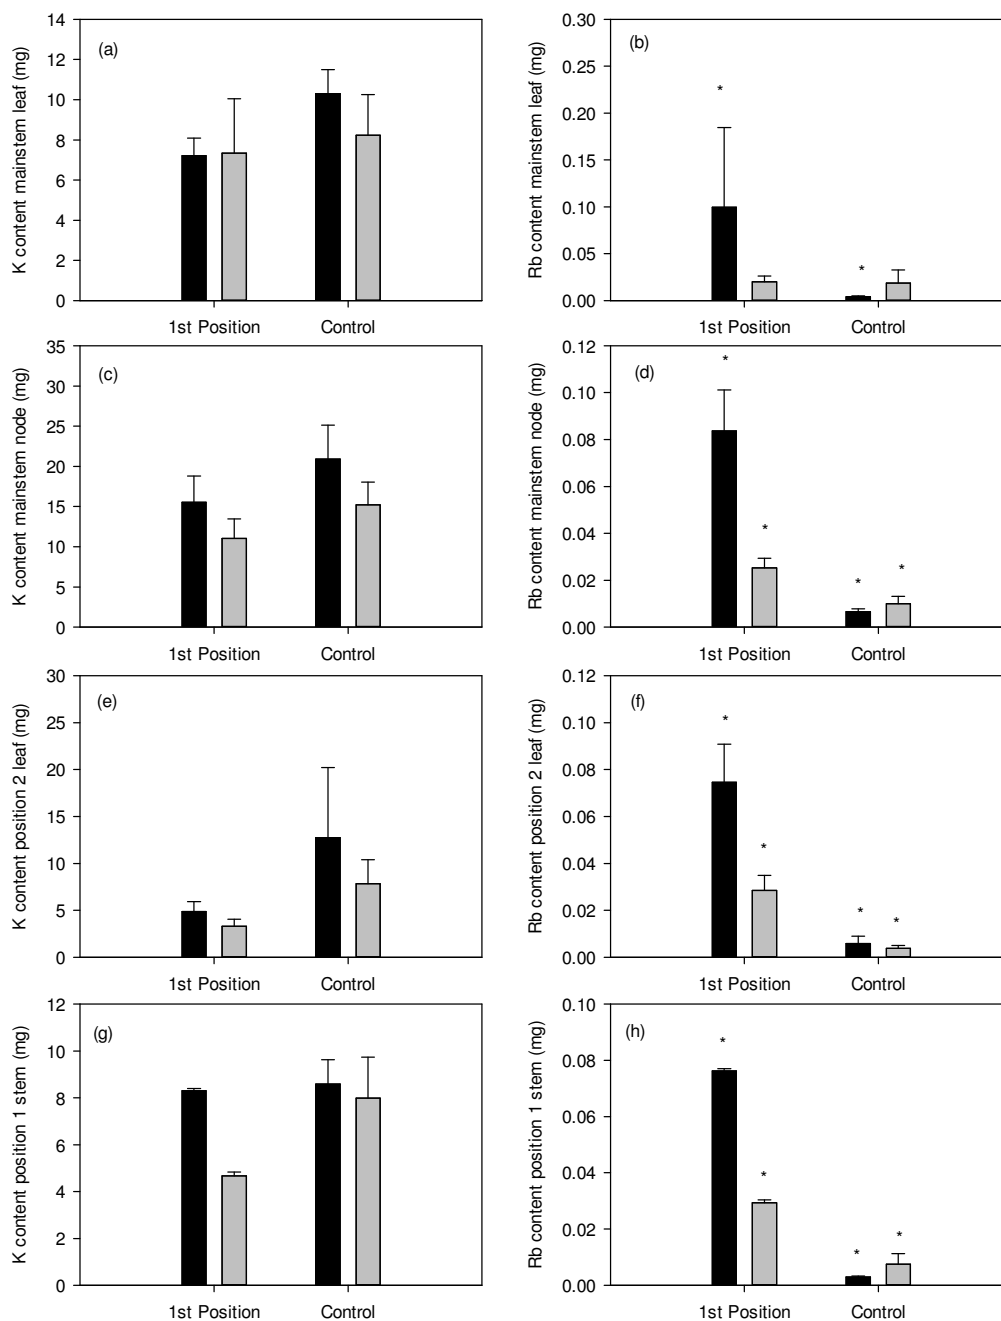 K content mainstem leaf (mg)
14
12
10
8
6
4
2
0
(a)
1st Position
Control
Rb content mainstem leaf (mg)
0.30
0.25
0.20
0.15
0.10
0.05
0.00
(b)
*
*
1st Position
Control
K content mainstem node (mg)
35
30
25
20
15
10
5
0
(c)
1st Position
Control
Rb content mainstem node (mg)
0.12
0.10
0.08
0.06
0.04
0.02
0.00
(d)
*
*
*
*
1st Position
Control
K content position 2 leaf (mg)
30
25
20
15
10
5
0
(e)
1st Position
Control
Rb content position 2 leaf (mg)
0.12
0.10
0.08
0.06
0.04
0.02
0.00
(f)
*
*
*
*
1st Position
Control
K content position 1 stem (mg)
12
10
8
6
4
2
0
(g)
1st Position
Control
Rb content position 1 stem (mg)
0.10
0.08
0.06
0.04
0.02
0.00
(h)
*
*
*
*
1st Position
Control